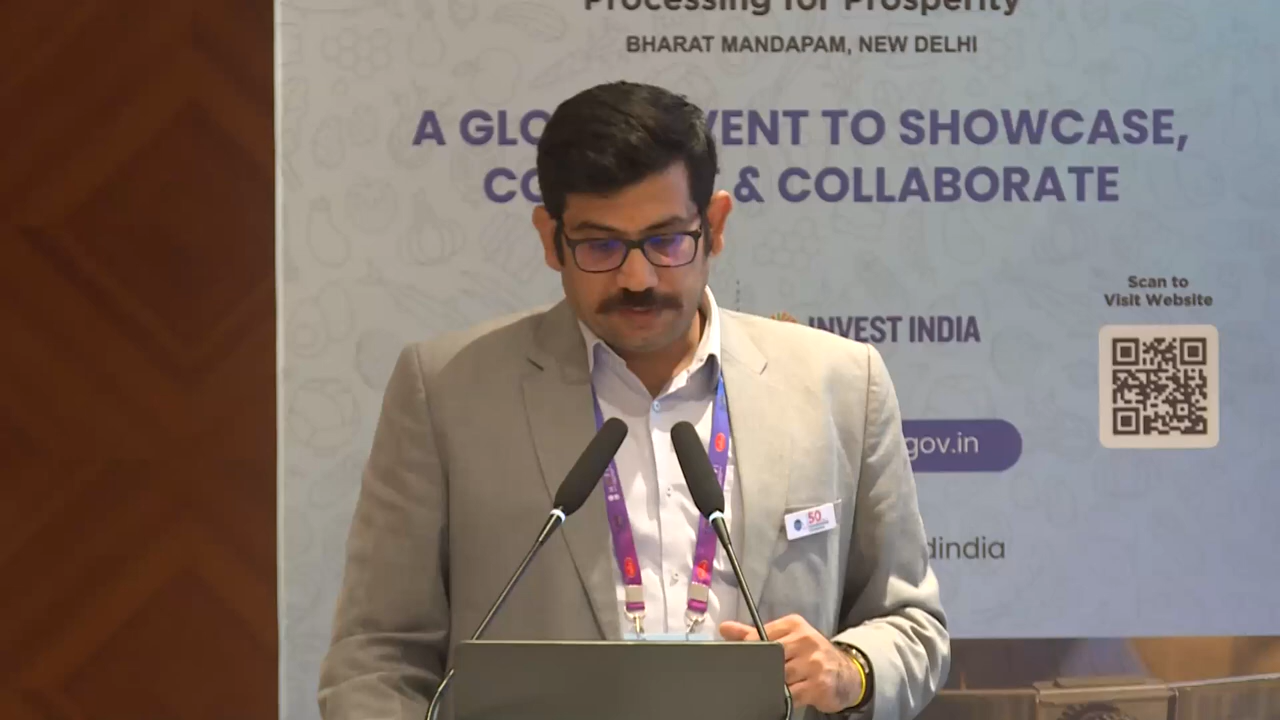 Processing for Prosperity
BHARAT MANDAPAM, NEW DELHI
A GLO VENT TO SHOWCASE,
CO & COLLABORATE
Scan to
Visit Website
INVEST INDIA
gov.in
dindia
50